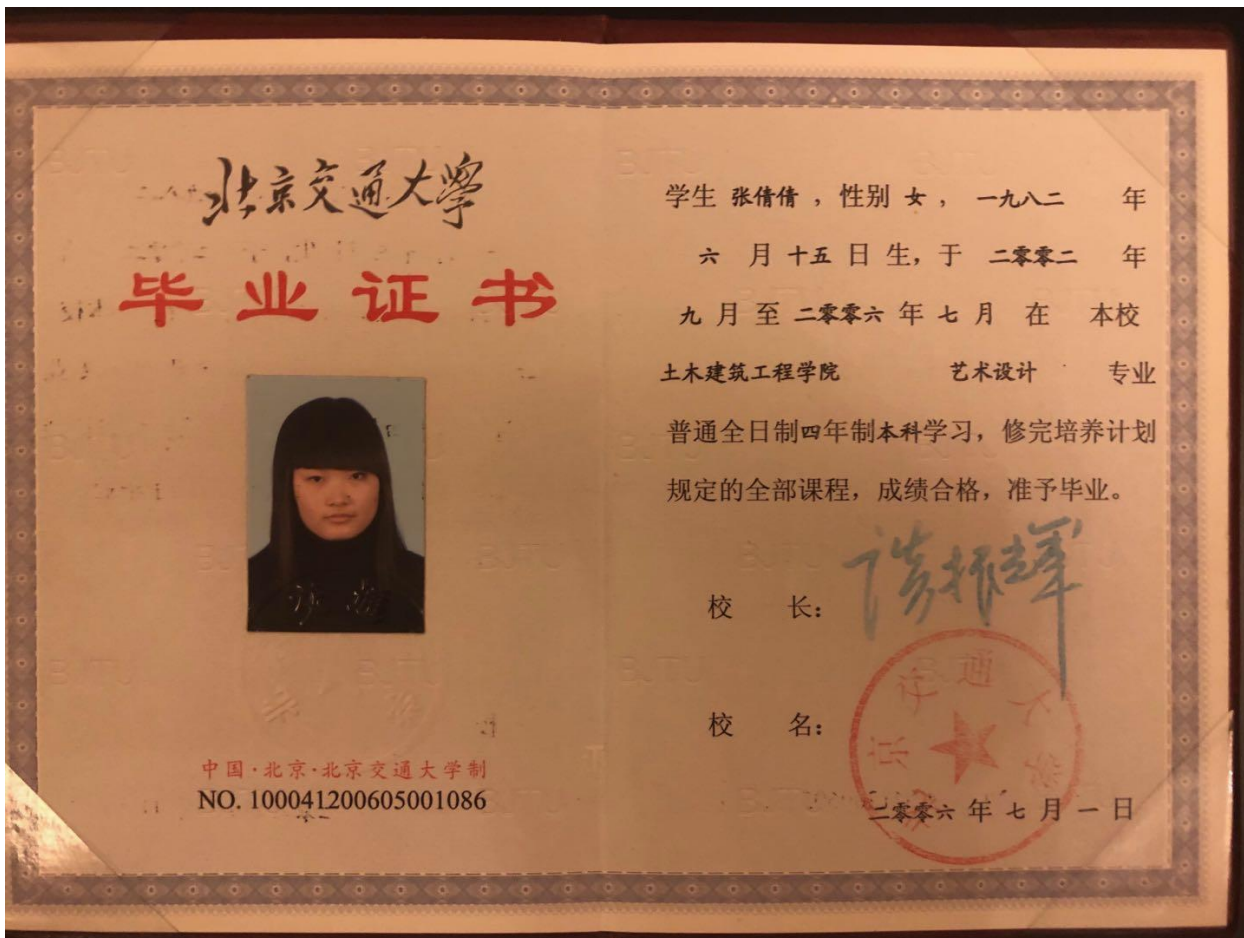 北京交通大學
毕业证书
中国·北京·北京交通大学制
NO. 100041200605001086
学生 张倩倩 ，性别 女 ， 一九八二 年
六 月 十五 日 生，于 二零零二 年
九 月 至 二零零六 年 七 月 在 本校
土木建筑工程学院 艺术设计 专业
普通全日制四年制本科学习，修完培养计划
规定的全部课程，成绩合格，准予毕业。
校 长：
校 名：
北京交通大学
二零零六 年 七 月 一 日